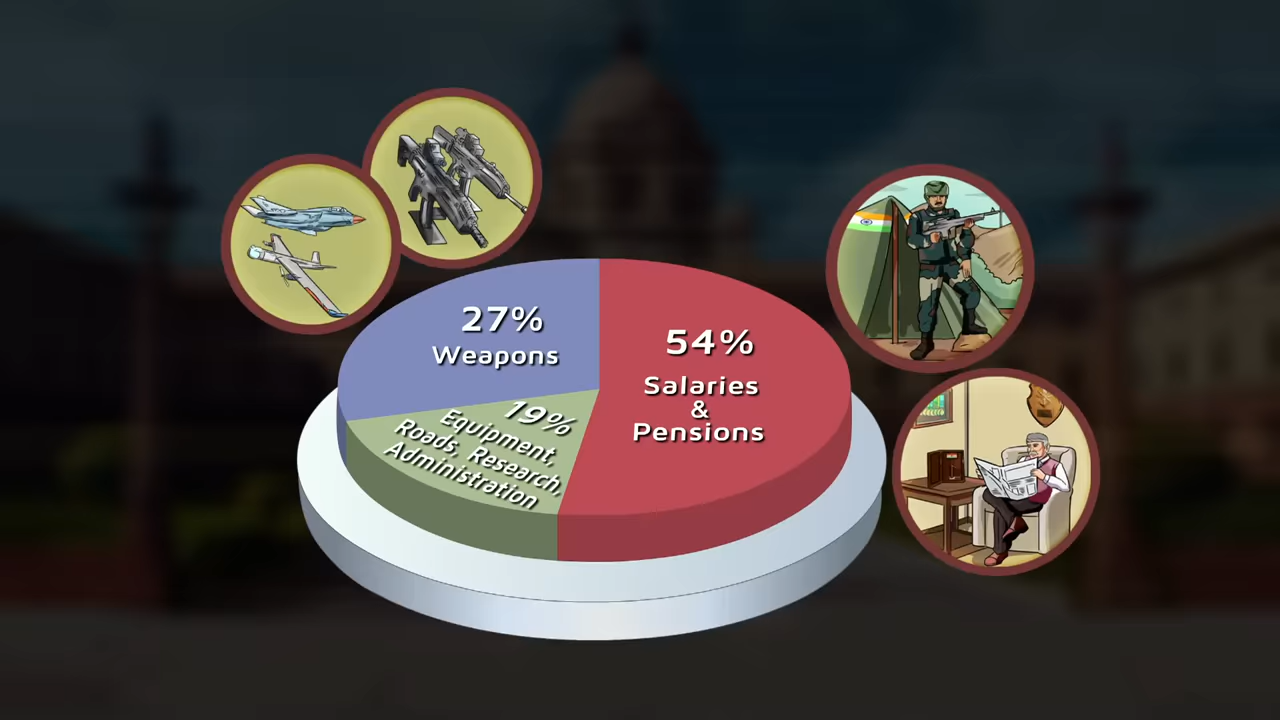 27%
Weapons
54%
Salaries
&
Pensions
19%
Equipment,
Roads, Research,
Administration